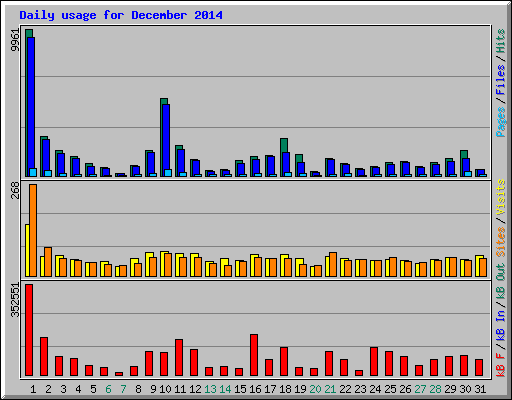 Daily usage for December 2014
9961
Pages / Files / Hits
268
Sites / Visits
352551
kB F / kB In / kB Out
1 2 3 4 5 6 7 8 9 10 11 12 13 14 15 16 17 18 19 20 21 22 23 24 25 26 27 28 29 30 31